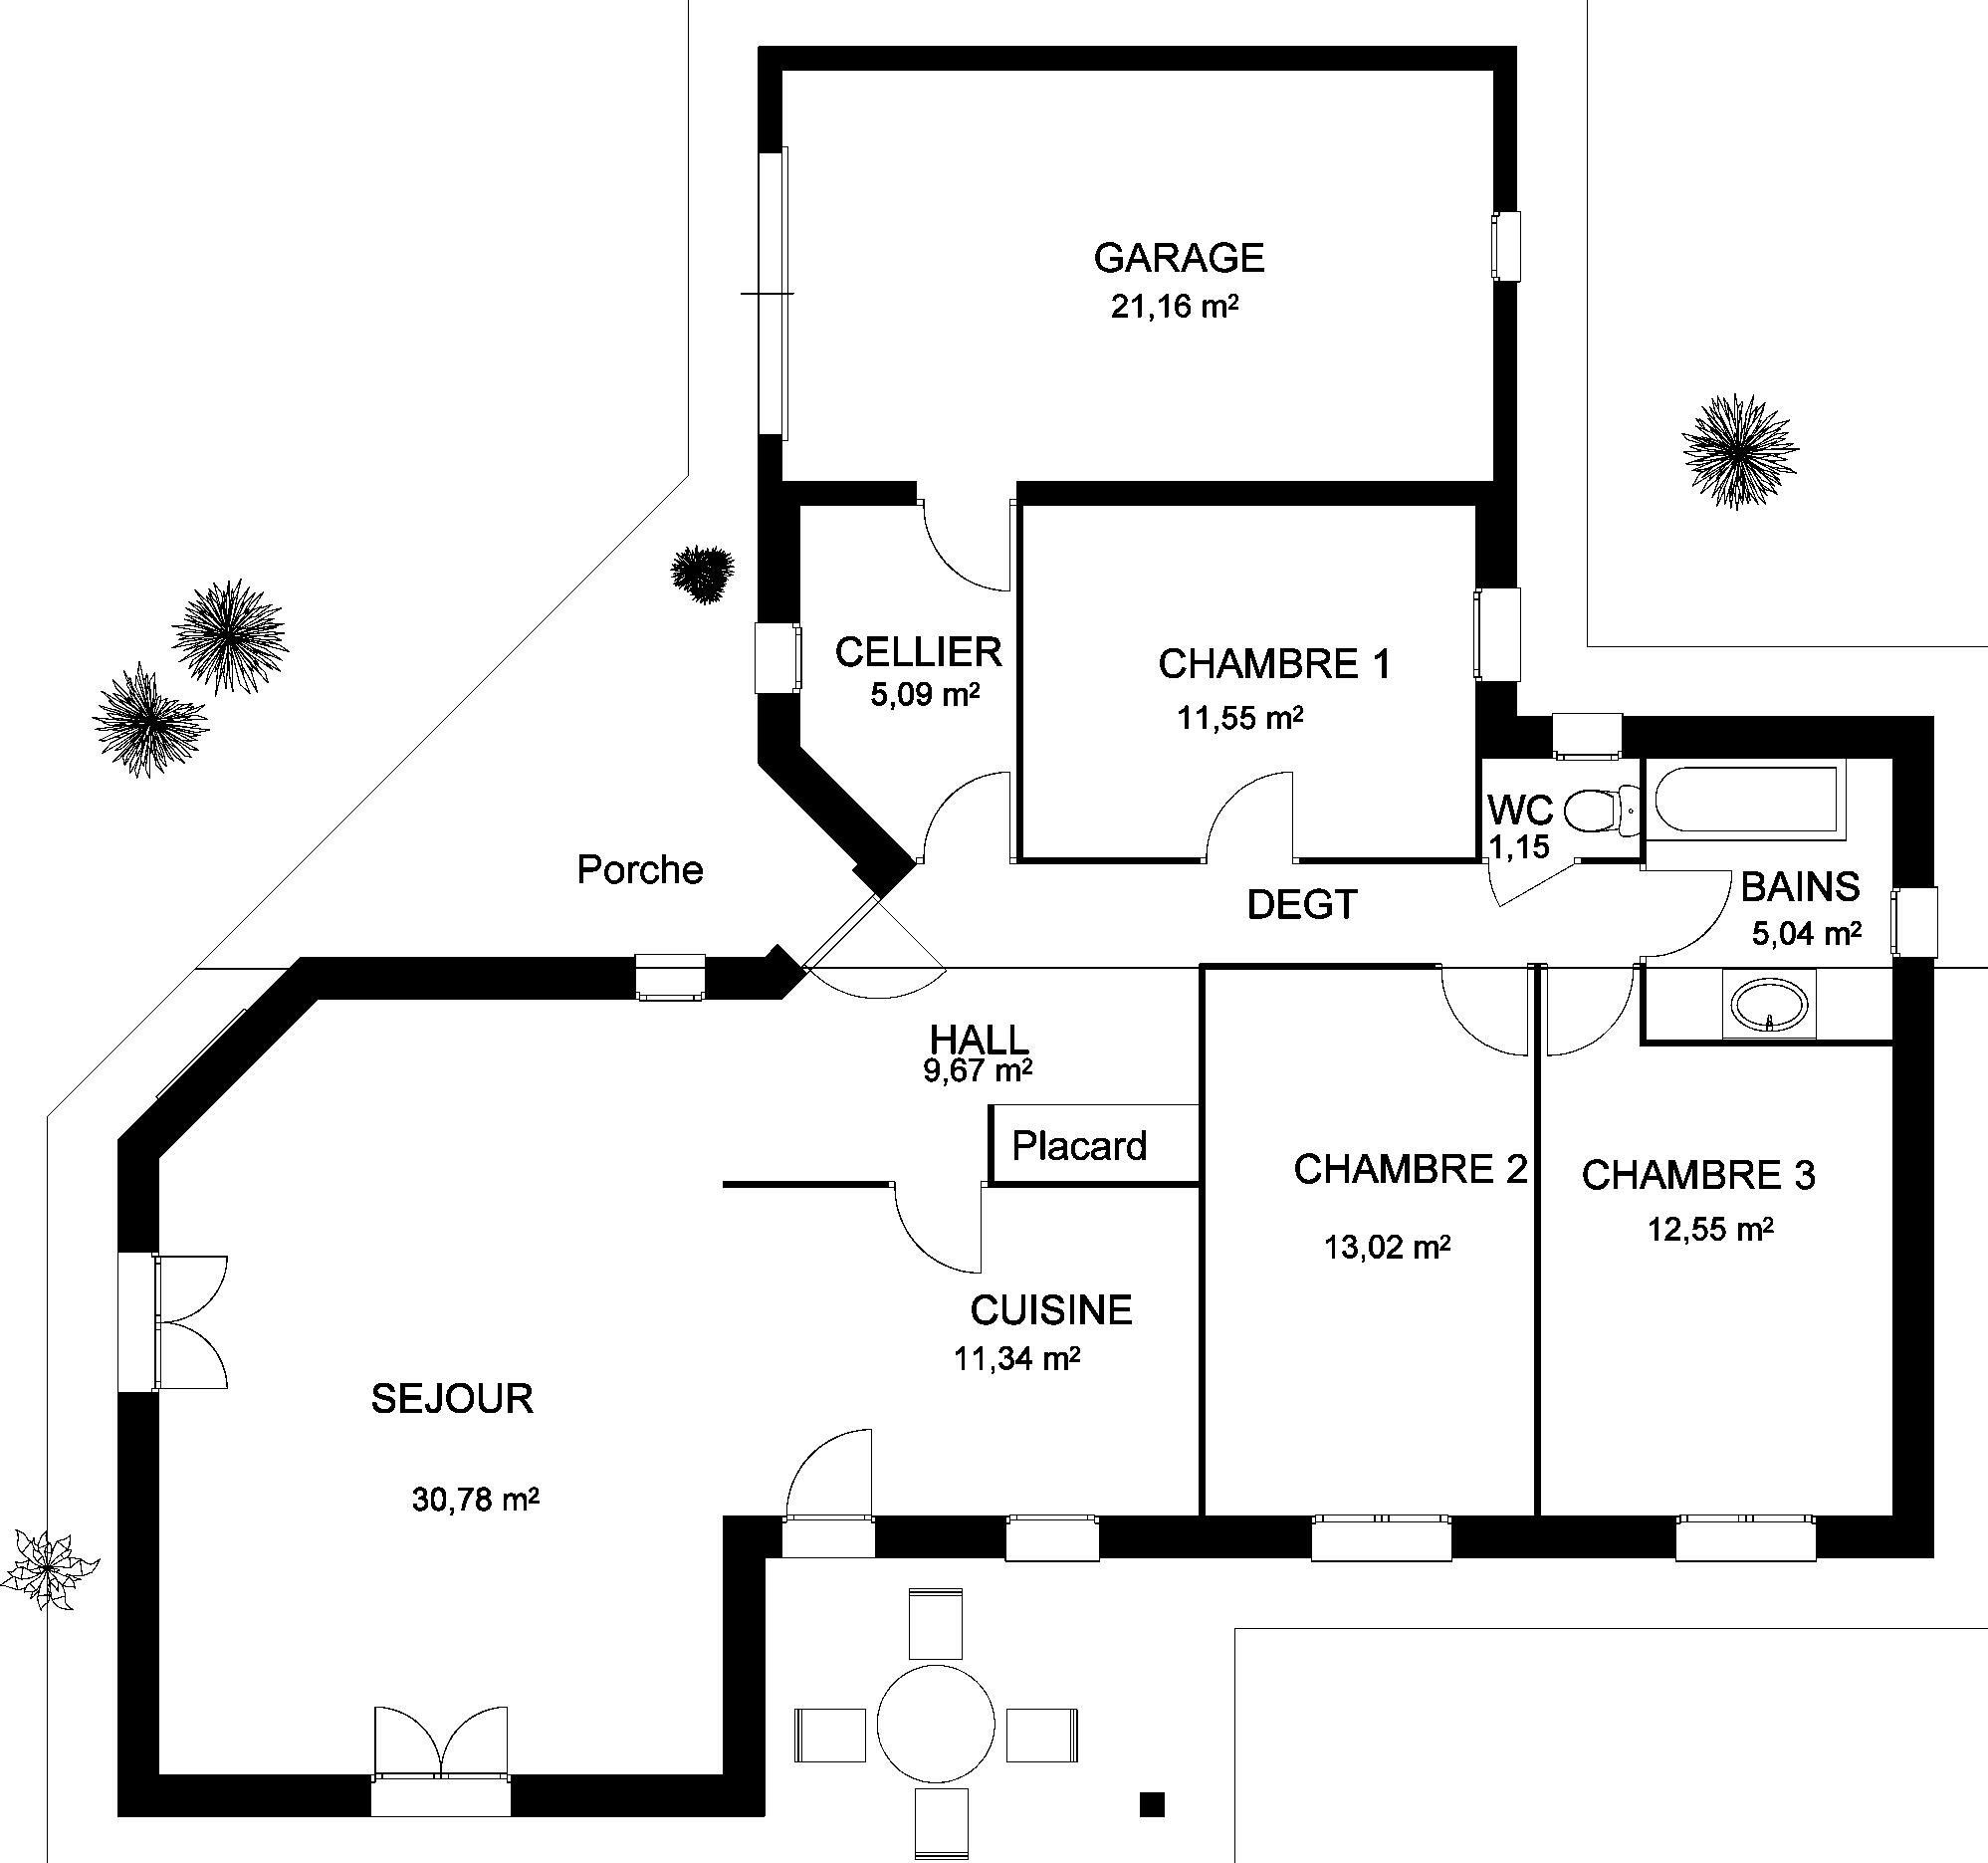 GARAGE
21,16 m²
CELLIER
5,09 m²
CHAMBRE 1
11,55 m²
WC
1,15
Porche
DEGT
BAINS
5,04 m²
HALL
9,67 m²
Placard
CHAMBRE 2
13,02 m²
CHAMBRE 3
12,55 m²
CUISINE
11,34 m²
SEJOUR
30,78 m²